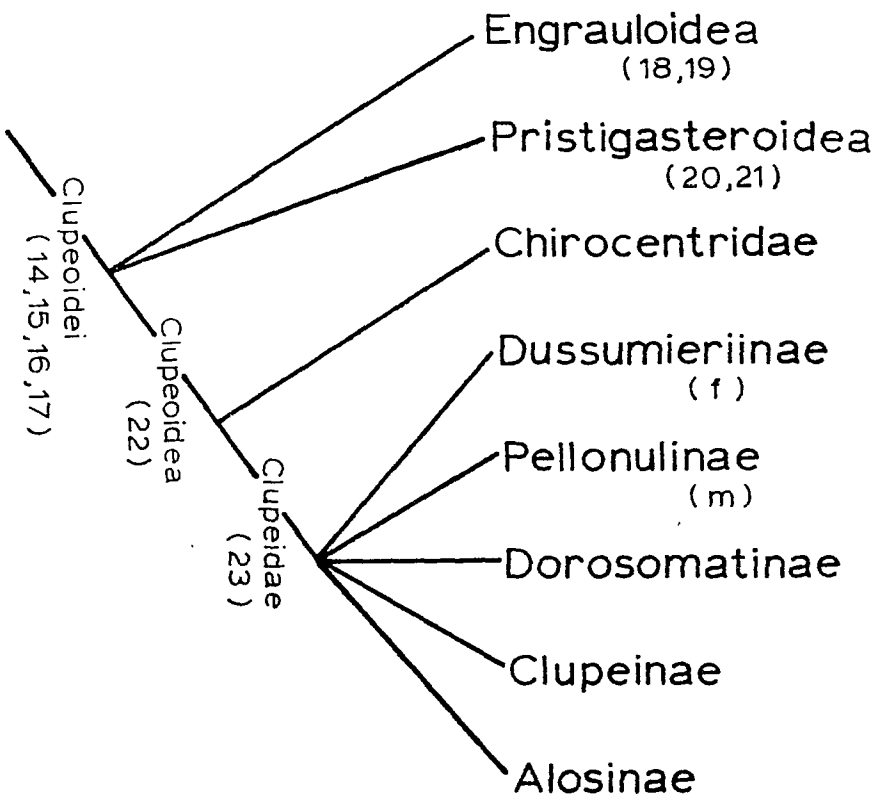 Engrauloidea
(18,19)
Pristigasteroidea
(20,21)
Chirocentridae
Dussumieriinae
(f)
Pellonulinae
(m)
Dorosomatinae
Clupeinae
Alosinae
Clupeoidei
(14,15,16,17)
Clupeoidea
(22)
Clupeidae
(23)